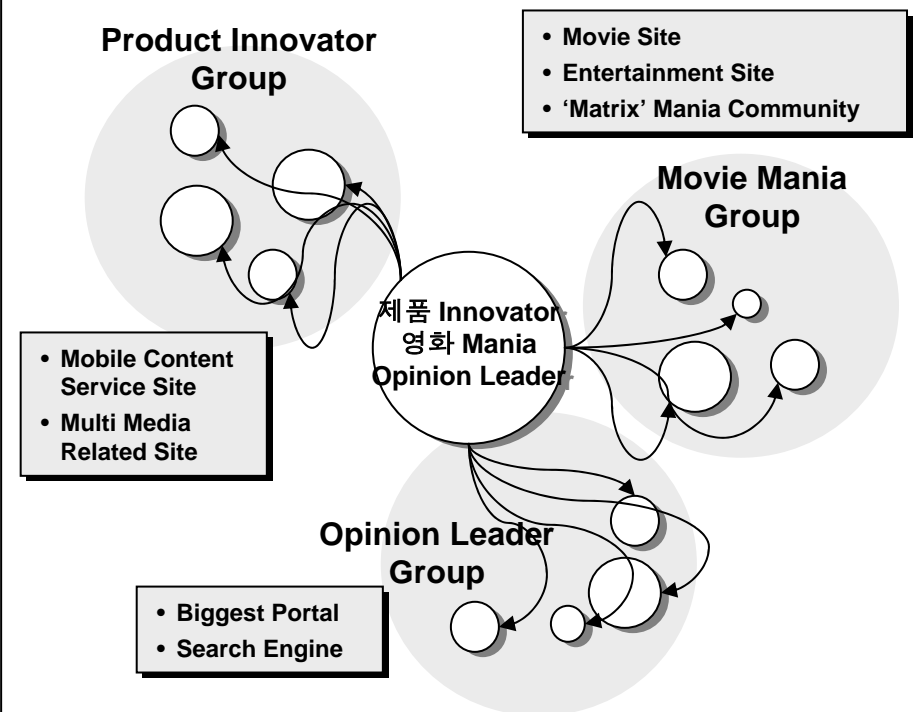 Product Innovator
Group
• Movie Site
• Entertainment Site
• ‘Matrix’ Mania Community
Movie Mania
Group
제품 Innovator
영화 Mania
Opinion Leader
• Mobile Content
Service Site
• Multi Media
Related Site
Opinion Leader
Group
• Biggest Portal
• Search Engine